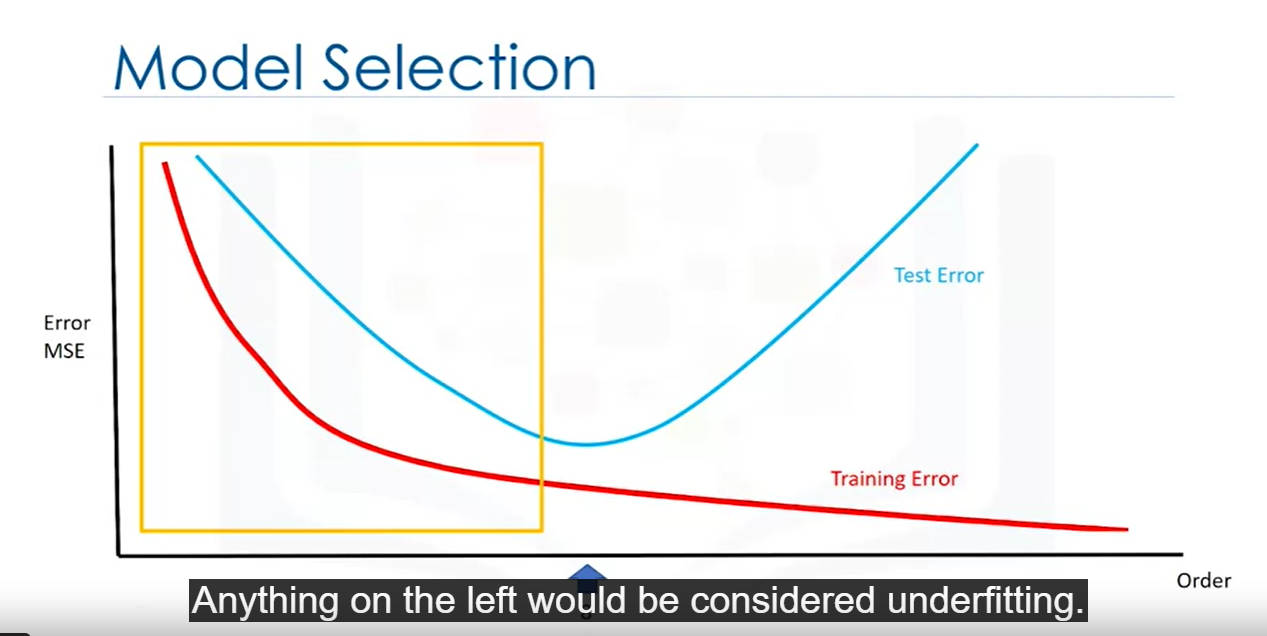 Model Selection
Test Error
Error
MSE
Training Error
Order
Anything on the left would be considered underfitting.